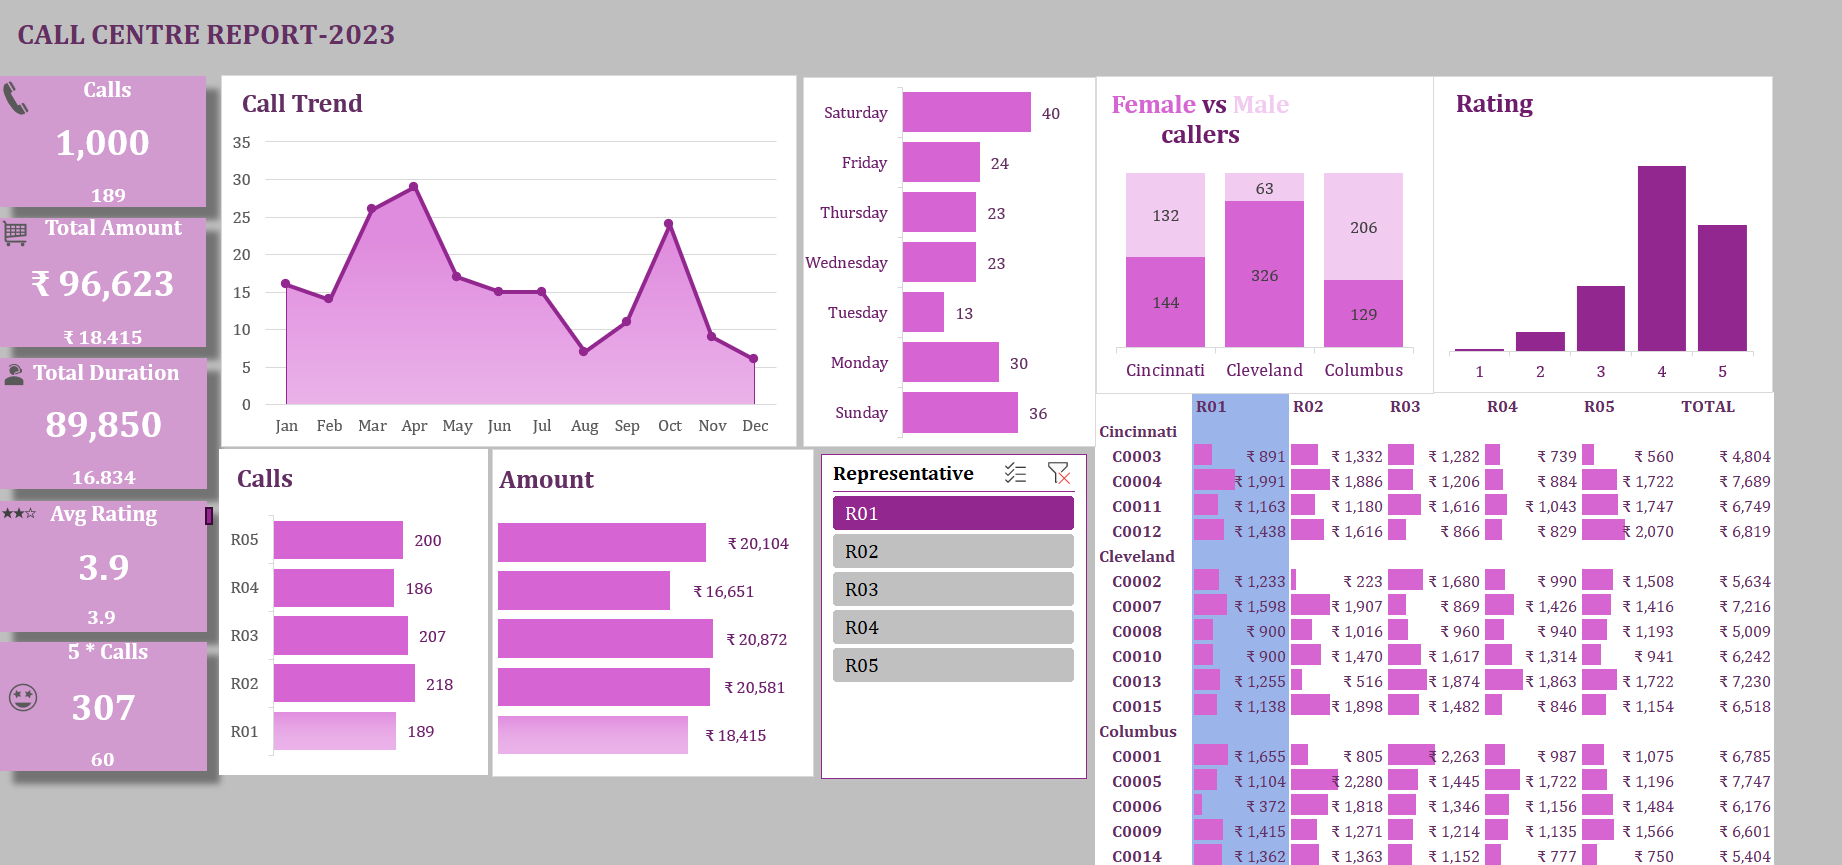 CALL CENTRE REPORT-2023
Calls
1,000
189
Total Amount
₹ 96,623
₹ 18.415
Total Duration
89,850
16.834
Avg Rating
3.9
3.9
5 * Calls
307
60
Call Trend
35
30
25
20
15
10
5
0
Jan Feb Mar Apr May Jun Jul Aug Sep Oct Nov Dec
Saturday 40
Friday 24
Thursday 23
Wednesday 23
Tuesday 13
Monday 30
Sunday 36
Female vs Male
callers
132 63 206
144 326 129
Cincinnati Cleveland Columbus
Rating
1 2 3 4 5
Calls
R05 200
R04 186
R03 207
R02 218
R01 189
Amount
₹ 20,104
₹ 16,651
₹ 20,872
₹ 20,581
₹ 18,415
Representative
R01
R02
R03
R04
R05
R01 R02 R03 R04 R05 TOTAL
Cincinnati
C0003 ₹ 891 ₹ 1,332 ₹ 1,282 ₹ 739 ₹ 560 ₹ 4,804
C0004 ₹ 1,991 ₹ 1,886 ₹ 1,206 ₹ 884 ₹ 1,722 ₹ 7,689
C0011 ₹ 1,163 ₹ 1,180 ₹ 1,616 ₹ 1,043 ₹ 1,747 ₹ 6,749
C0012 ₹ 1,438 ₹ 1,616 ₹ 866 ₹ 829 ₹ 2,070 ₹ 6,819
Cleveland
C0002 ₹ 1,233 ₹ 223 ₹ 1,680 ₹ 990 ₹ 1,508 ₹ 5,634
C0007 ₹ 1,598 ₹ 1,907 ₹ 869 ₹ 1,426 ₹ 1,416 ₹ 7,216
C0008 ₹ 900 ₹ 1,016 ₹ 960 ₹ 940 ₹ 1,193 ₹ 5,009
C0010 ₹ 900 ₹ 1,470 ₹ 1,617 ₹ 1,314 ₹ 941 ₹ 6,242
C0013 ₹ 1,255 ₹ 516 ₹ 1,874 ₹ 1,863 ₹ 1,722 ₹ 7,230
C0015 ₹ 1,138 ₹ 1,898 ₹ 1,482 ₹ 846 ₹ 1,154 ₹ 6,518
Columbus
C0001 ₹ 1,655 ₹ 805 ₹ 2,263 ₹ 987 ₹ 1,075 ₹ 6,785
C0005 ₹ 1,104 ₹ 2,280 ₹ 1,445 ₹ 1,722 ₹ 1,196 ₹ 7,747
C0006 ₹ 372 ₹ 1,818 ₹ 1,346 ₹ 1,156 ₹ 1,484 ₹ 6,176
C0009 ₹ 1,415 ₹ 1,271 ₹ 1,214 ₹ 1,135 ₹ 1,566 ₹ 6,601
C0014 ₹ 1,362 ₹ 1,363 ₹ 1,152 ₹ 777 ₹ 750 ₹ 5,404